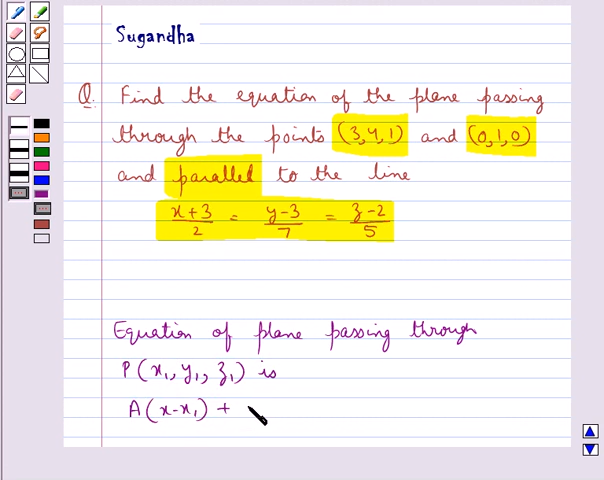 Sugandha
Q. Find the equation of the plane passing
through the points (3,4,1) and (0,1,0)
and parallel to the line
x+3/2 = y-3/7 = z-2/5
Equation of plane passing through
P(x₁, y₁, z₁) is
A(x-x₁) +